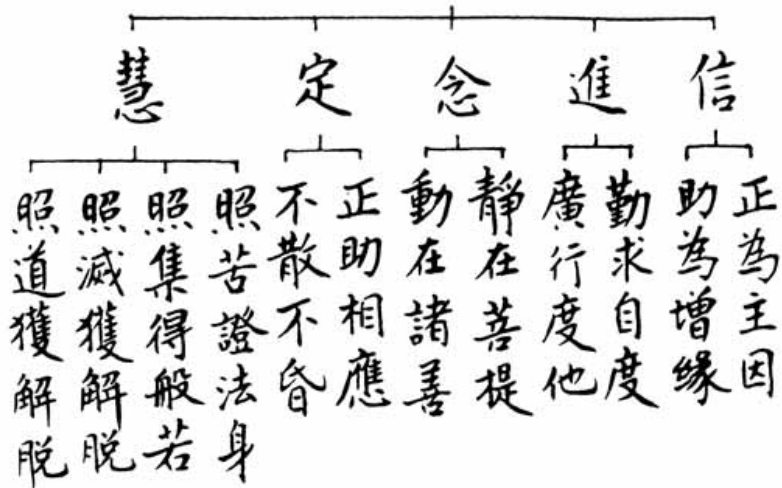 信
進
念
定
慧
正為主因
助為增緣
勤求自度
廣行度他
靜在菩提
動在諸善
正助相應
不散不昏
照苦證法身
照集得般若
照滅獲解脫
照道獲解脫